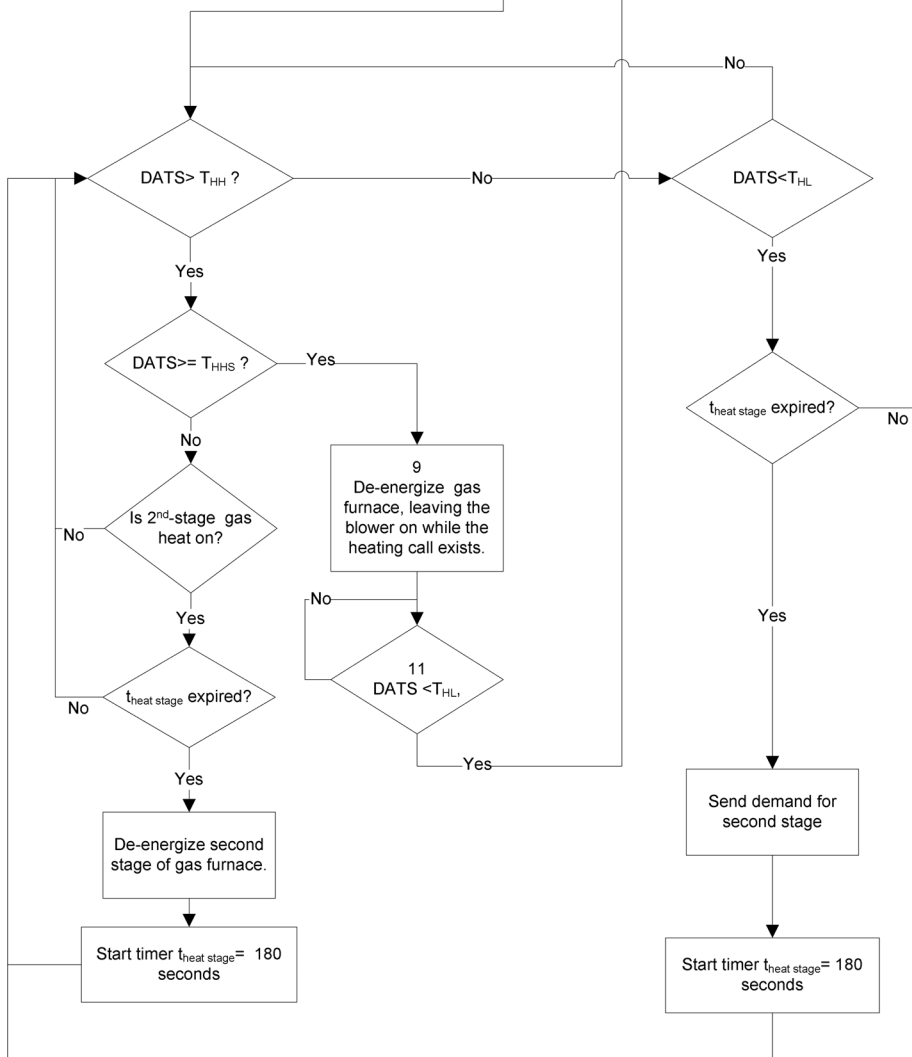 No
DATS> THH ?
No
DATS<THL
Yes
Yes
DATS>= THHS ?
Yes
theat stage expired?
No
No
9
De-energize gas
furnace, leaving the
blower on while the
heating call exists.
Is 2nd-stage gas
heat on?
No
No
Yes
Yes
11
DATS <THL,
theat stage expired?
No
Yes
Yes
Send demand for
second stage
De-energize second
stage of gas furnace.
Start timer theat stage= 180
seconds
Start timer theat stage= 180
seconds